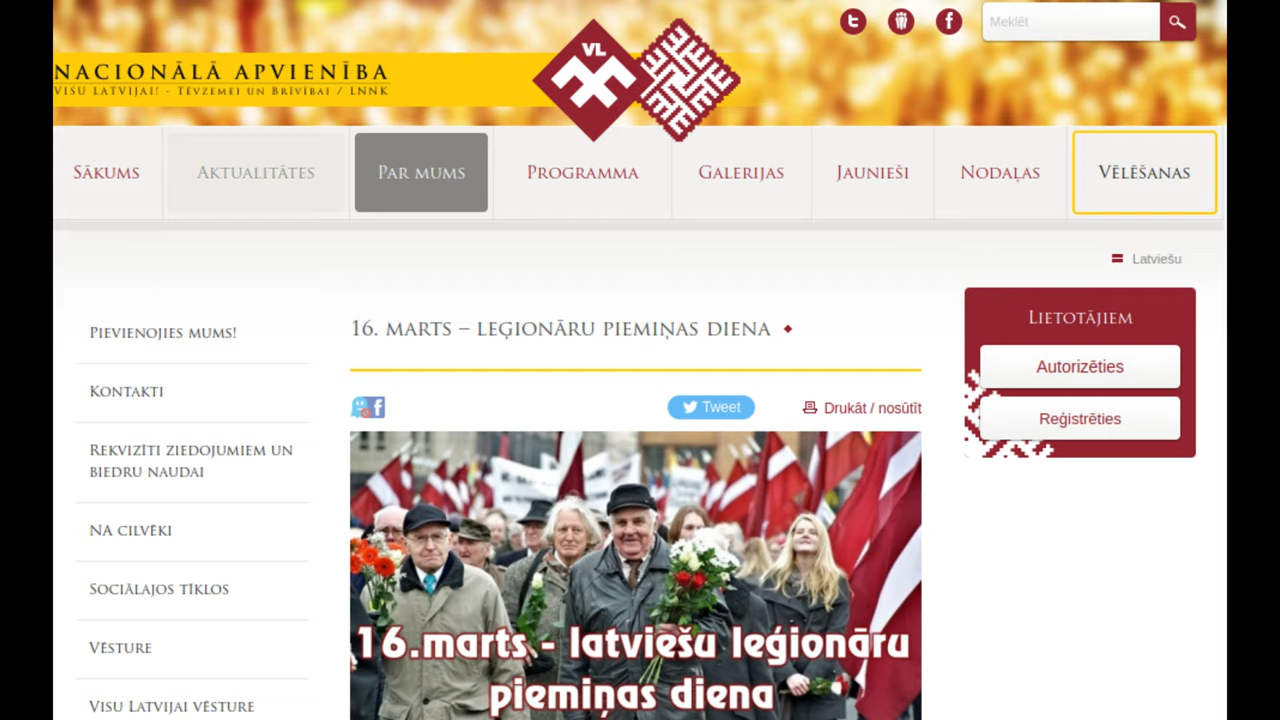 Meklēt
VL
NACIONĀLĀ APVIENĪBA
VISU LATVIJAI! - TĒVZEMEI UN BRĪVĪBAI / LNNK
SĀKUMS
AKTUALITĀTES
PAR MUMS
PROGRAMMA
GALERIJAS
JAUNIEŠI
NODAĻAS
VĒLĒŠANAS
Latviešu
PIEVIENOJIES MUMS!
KONTAKTI
REKVIZĪTI ZIEDOJUMIEM UN
BIEDRU NAUDAI
NA CILVĒKI
SOCIĀLAJOS TĪKLOS
VĒSTURE
VISU LATVIJAI VĒSTURE
16. MARTS – LEĢIONĀRU PIEMIŅAS DIENA
Tweet
Drukāt / nosūtīt
16.marts - latviešu leģionāru
piemiņas diena
LIETOTĀJIEM
Autorizēties
Reģistrēties